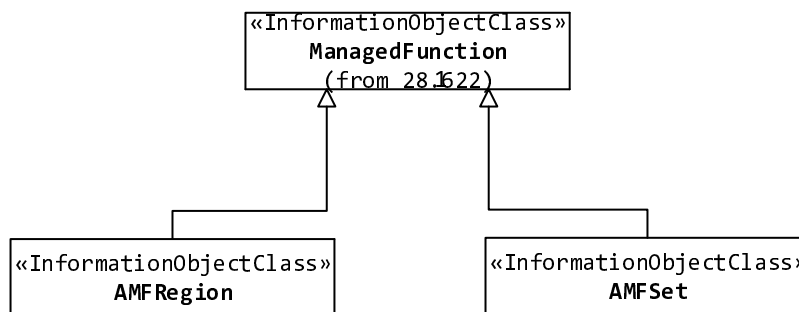 «InformationObjectClass»
ManagedFunction
(from 28.622)
«InformationObjectClass»
AMFRegion
«InformationObjectClass»
AMFSet